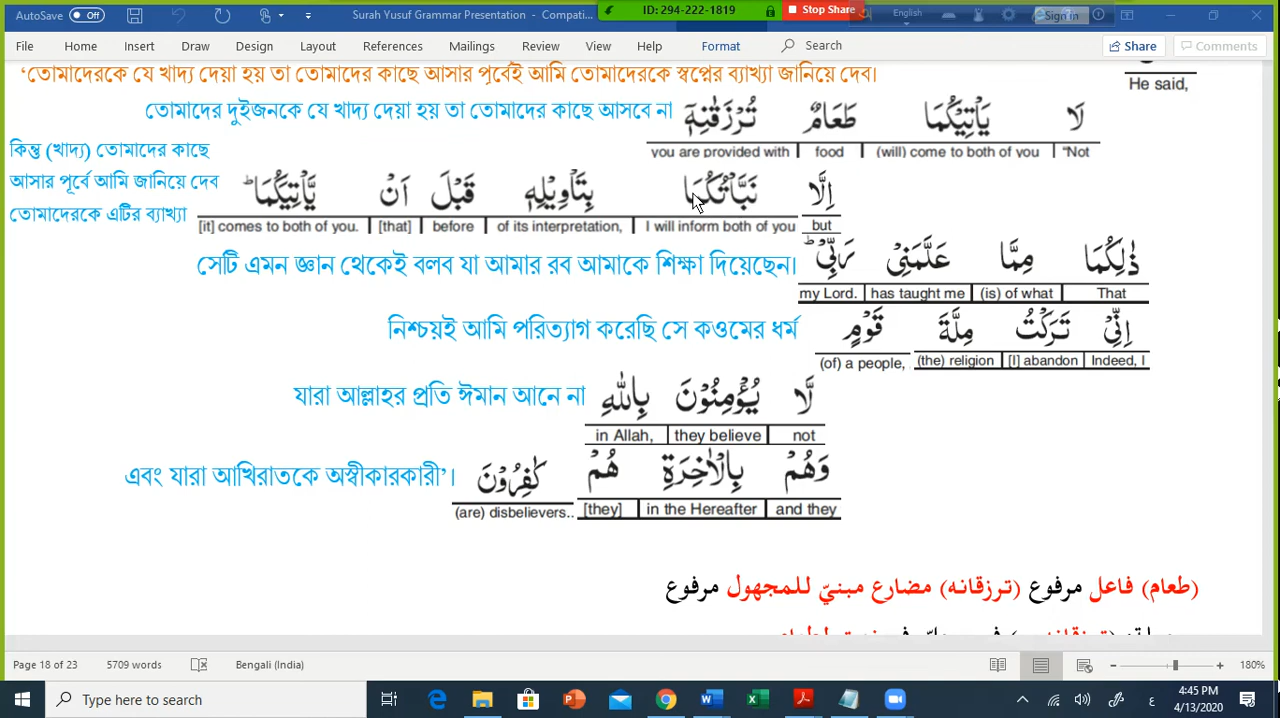 AutoSave Off Surah Yusuf Grammar Presentation - Compati... ID: 294-222-1819 Stop Share English Sign in
File Home Insert Draw Design Layout References Mailings Review View Help Format Search Share Comments
'তোমাদেরকে যে খাদ্য দেয়া হয় তা তোমাদের কাছে আসার পূর্বেই আমি তোমাদেরকে স্বপ্নের ব্যাখ্যা জানিয়ে দেব।
He said,
তোমাদের দুইজনকে যে খাদ্য দেয়া হয় তা তোমাদের কাছে আসবে না
لَا يَاْتِيْكُمَا طَعَامٌ تُرْزَقٰنِهٖۤ
"Not (will) come to both of you food you are provided with
কিন্তু (খাদ্য) তোমাদের কাছে
আসার পূর্বে আমি জানিয়ে দেব
তোমাদেরকে এটির ব্যাখ্যা
اِلَّا نَبَّاْتُكُمَا بِتَاْوِيْلِهٖ قَبْلَ اَنْ يَّاْتِيَكُمَا ؕ
but I will inform both of you of its interpretation, before [that] [it] comes to both of you.
সেটি এমন জ্ঞান থেকেই বলব যা আমার রব আমাকে শিক্ষা দিয়েছেন।
ذٰلِكُمَا مِمَّا عَلَّمَنِيْ رَبِّيْ ؕ
That (is) of what has taught me my Lord.
নিশ্চয়ই আমি পরিত্যাগ করেছি সে কওমের ধর্ম
اِنِّيْ تَرَكْتُ مِلَّةَ قَوْمٍ
Indeed, I [I] abandon (the) religion (of) a people,
যারা আল্লাহর প্রতি ঈমান আনে না
لَّا يُؤْمِنُوْنَ بِاللّٰهِ
not they believe in Allah,
এবং যারা আখিরাতকে অস্বীকারকারী'।
وَهُمْ بِالْاٰخِرَةِ هُمْ كٰفِرُوْنَ
and they in the Hereafter [they] (are) disbelievers..
(طعام) فاعل مرفوع (ترزقانه) مضارع مبنيّ للمجهول مرفوع
Page 18 of 23 5709 words Bengali (India) 180%
Type here to search
4:45 PM
4/13/2020